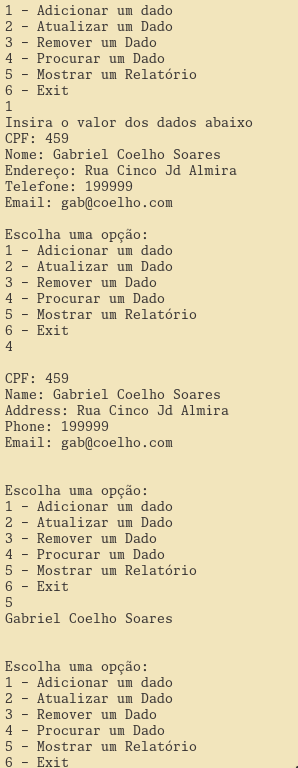 1 - Adicionar um dado
2 - Atualizar um Dado
3 - Remover um Dado
4 - Procurar um Dado
5 - Mostrar um Relatório
6 - Exit
1
Insira o valor dos dados abaixo
CPF: 459
Nome: Gabriel Coelho Soares
Endereço: Rua Cinco Jd Almira
Telefone: 199999
Email: gab@coelho.com
Escolha uma opção:
1 - Adicionar um dado
2 - Atualizar um Dado
3 - Remover um Dado
4 - Procurar um Dado
5 - Mostrar um Relatório
6 - Exit
4
CPF: 459
Name: Gabriel Coelho Soares
Address: Rua Cinco Jd Almira
Phone: 199999
Email: gab@coelho.com
Escolha uma opção:
1 - Adicionar um dado
2 - Atualizar um Dado
3 - Remover um Dado
4 - Procurar um Dado
5 - Mostrar um Relatório
6 - Exit
5
Gabriel Coelho Soares
Escolha uma opção:
1 - Adicionar um dado
2 - Atualizar um Dado
3 - Remover um Dado
4 - Procurar um Dado
5 - Mostrar um Relatório
6 - Exit